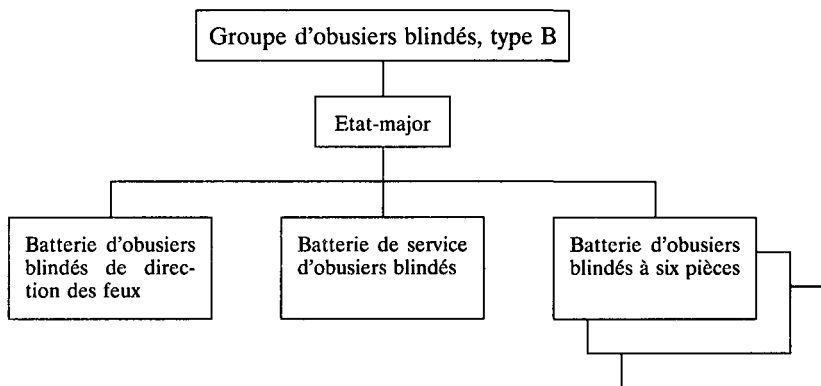 Groupe d'obusiers blindés, type B
Etat-major
Batterie d'obusiers
blindés de direc-
tion des feux
Batterie de service
d'obusiers blindés
Batterie d'obusiers
blindés à six pièces